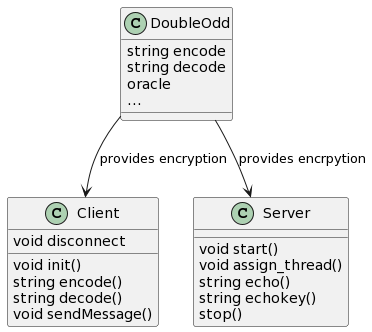 C DoubleOdd
string encode
string decode
oracle
...
provides encryption
provides encrpytion
C Client
void disconnect
void init()
string encode()
string decode()
void sendMessage()
C Server
void start()
void assign_thread()
string echo()
string echokey()
stop()